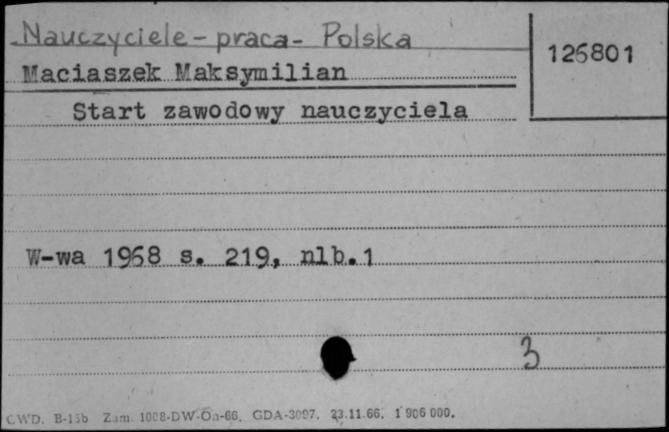 Nauczyciele - praca - Polska
126801
Maciaszek Maksymilian
Start zawodowy nauczyciela
W-wa 1968 s. 219, nlb.1
3
CWD. B-15b Zam. 1008-DW-Oa-66. GDA-3097. 23.11.66. 1 906 000.